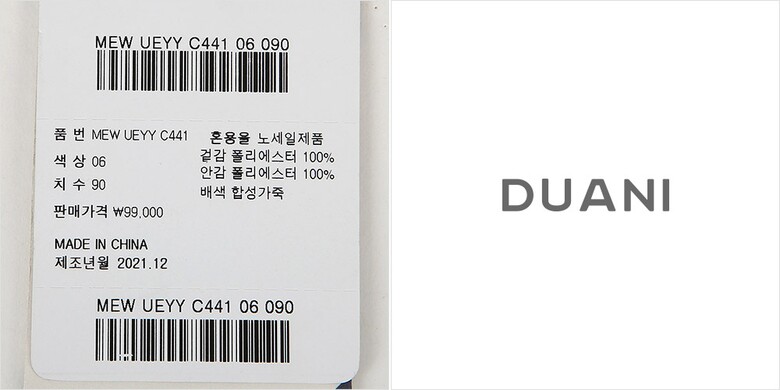 MEW UEYY C441 06 090
품 번 MEW UEYY C441
색 상 06
치 수 90
판매가격 ₩99,000
MADE IN CHINA
제조년월 2021.12
혼용율 노세일제품
겉감 폴리에스터 100%
안감 폴리에스터 100%
배색 합성가죽
MEW UEYY C441 06 090
DUANI